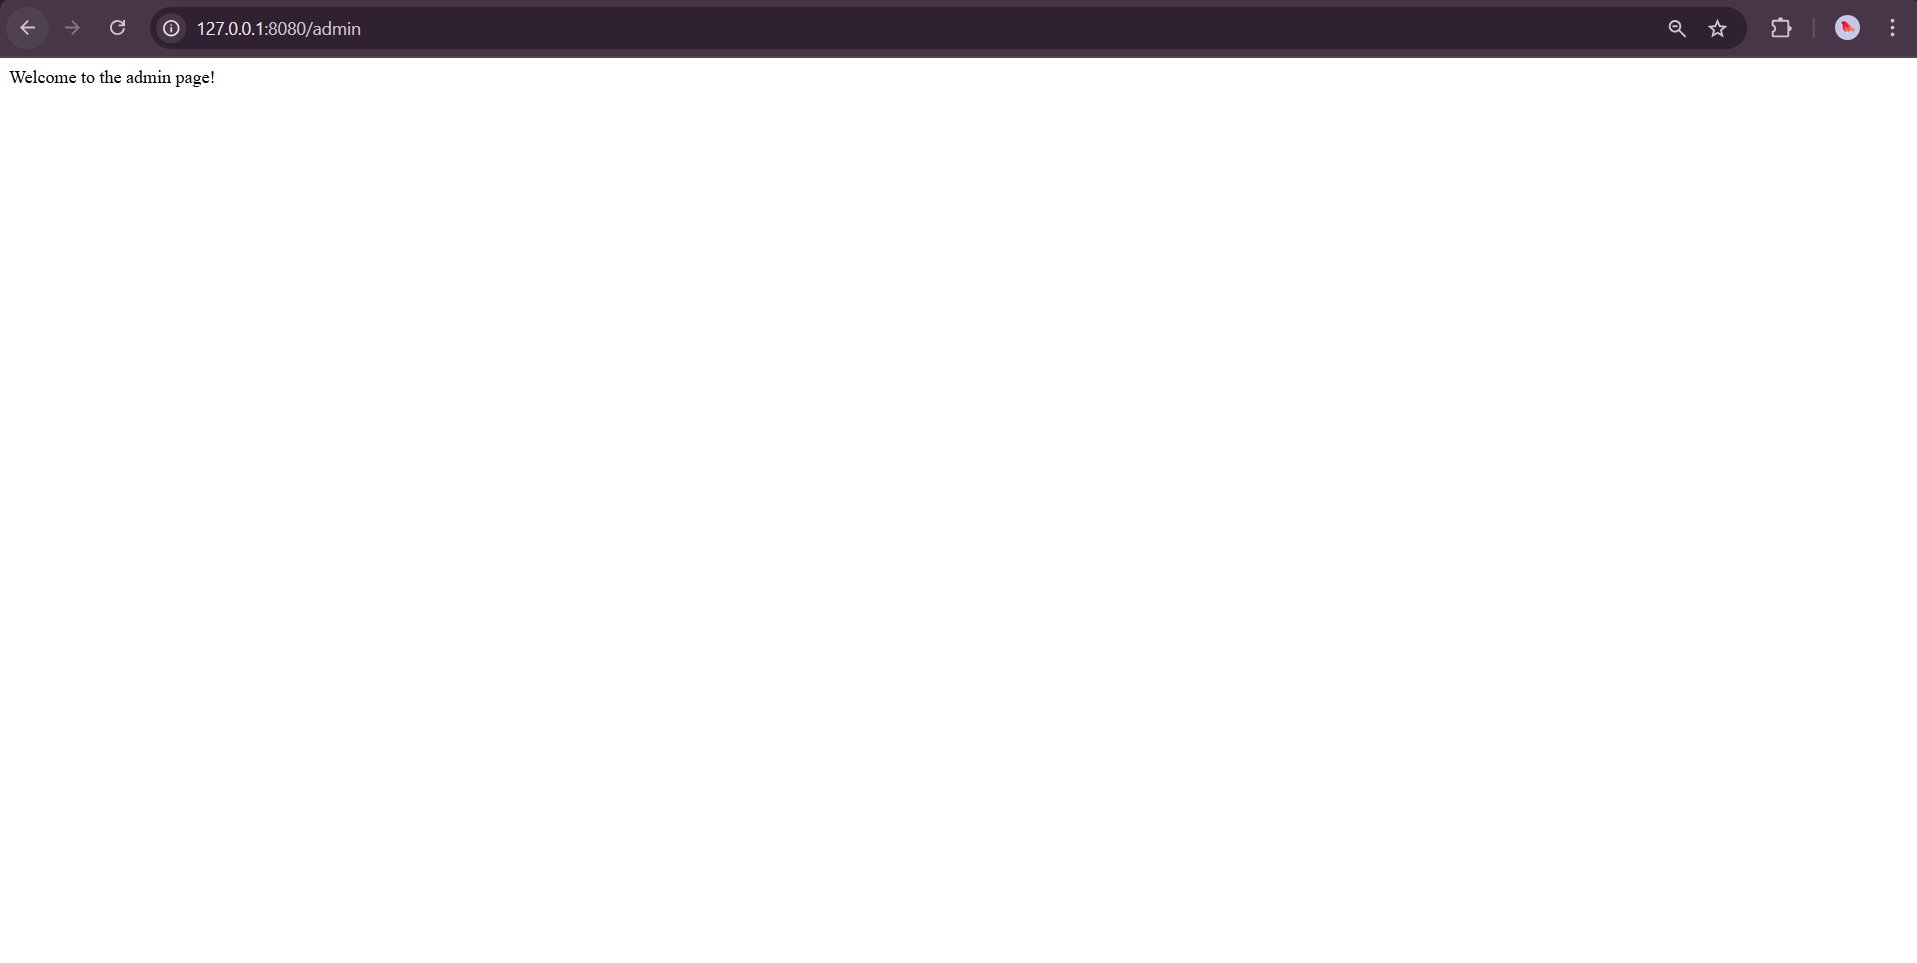 127.0.0.1:8080/admin
Welcome to the admin page!